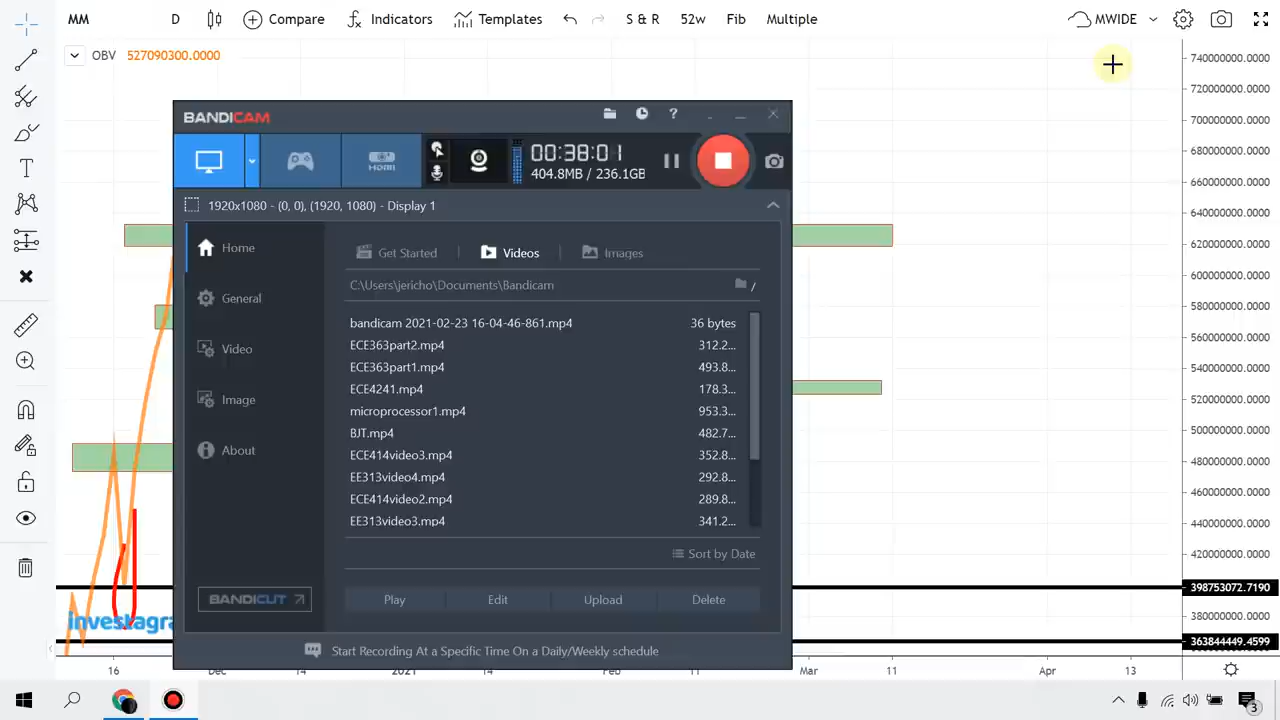 MM D Compare Indicators Templates S & R 52w Fib Multiple MWIDE
OBV 527090300.0000
740000000.0000
720000000.0000
700000000.0000
680000000.0000
660000000.0000
640000000.0000
620000000.0000
600000000.0000
580000000.0000
560000000.0000
540000000.0000
520000000.0000
500000000.0000
480000000.0000
460000000.0000
440000000.0000
420000000.0000
398753072.7190
380000000.0000
363844449.4599
BANDICAM
HDMI
00:38:01
404.8MB / 236.1GB
1920x1080 - (0, 0), (1920, 1080) - Display 1
Home
General
Video
Image
About
BANDICUT
Get Started Videos Images
C:\Users\jericho\Documents\Bandicam
/
bandicam 2021-02-23 16-04-46-861.mp4 36 bytes
ECE363part2.mp4 312.2...
ECE363part1.mp4 493.8...
ECE4241.mp4 178.3...
microprocessor1.mp4 953.3...
BJT.mp4 482.7...
ECE414video3.mp4 352.8...
EE313video4.mp4 292.8...
ECE414video2.mp4 289.8...
EE313video3.mp4 341.2...
Sort by Date
Play Edit Upload Delete
Start Recording At a Specific Time On a Daily/Weekly schedule
Investagra
16 Dec 14 2021 11 Feb 11 Mar 11 Apr 13
3